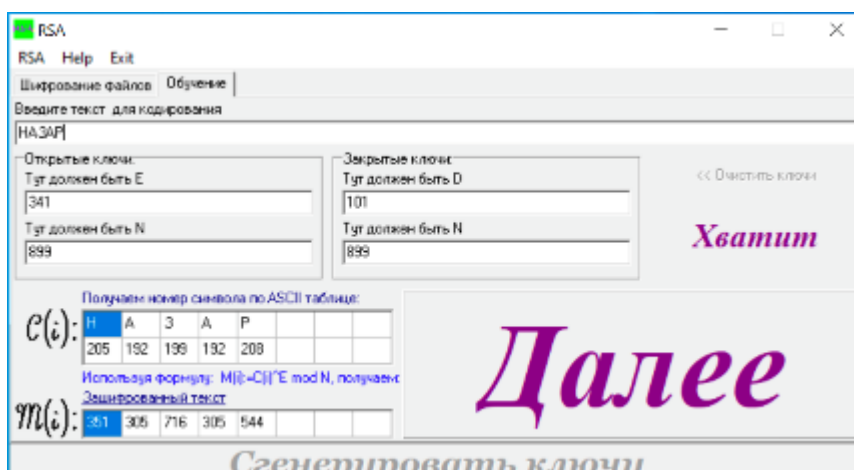 RSA
RSA Help Exit
Шифрование файлов Обучение
Введите текст для кодирования
НАЗАР
Открытые ключи: Закрытые ключи:
Тут должен быть E Тут должен быть D
341 101
<< Очистить ключи
Тут должен быть N Тут должен быть N
899 899
Хватит
Получаем номер символа по ASCII таблице:
C(i): Н А З А Р
205 192 199 192 208
Используя формулу: M[i]:=C[i]^E mod N, получаем:
Зашифрованный текст
M(i): 351 305 716 305 544
Далее
Сгенерировать ключи